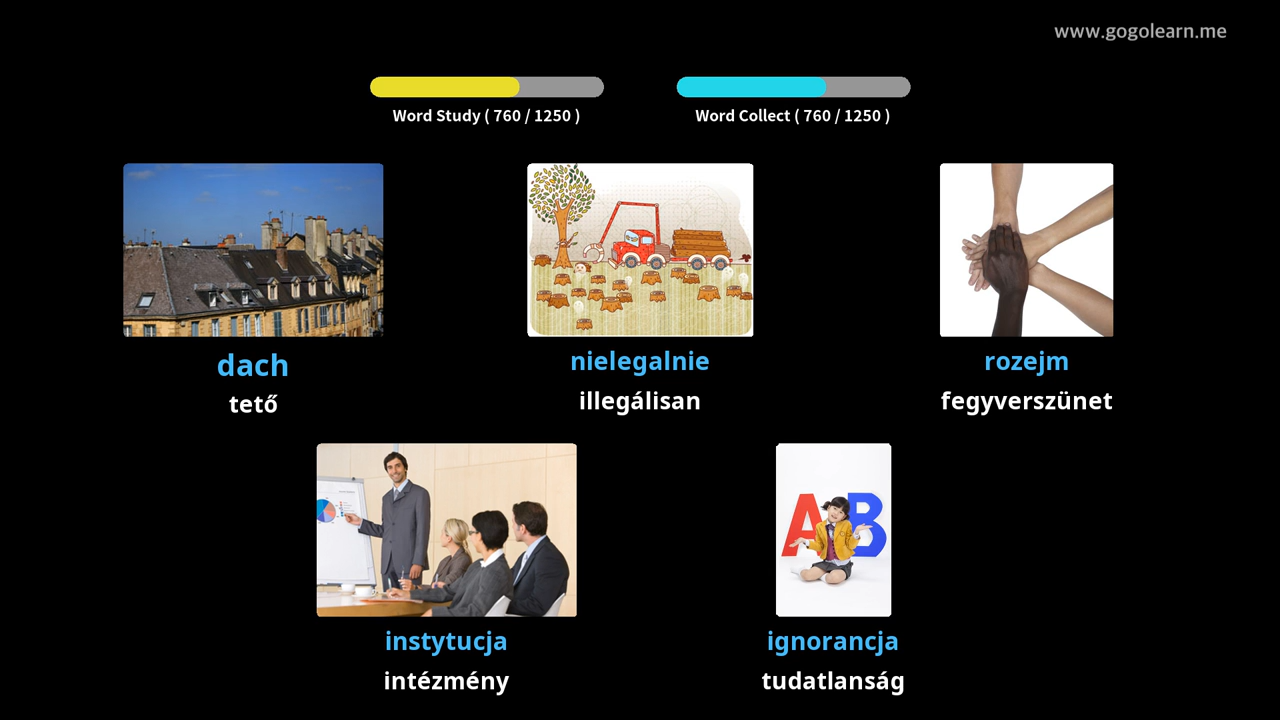 www.gogolearn.me
Word Study ( 760 / 1250 )
Word Collect ( 760 / 1250 )
dach
tető
nielegalnie
illegálisan
rozejm
fegyverszünet
instytucja
intézmény
A B
ignorancja
tudatlanság